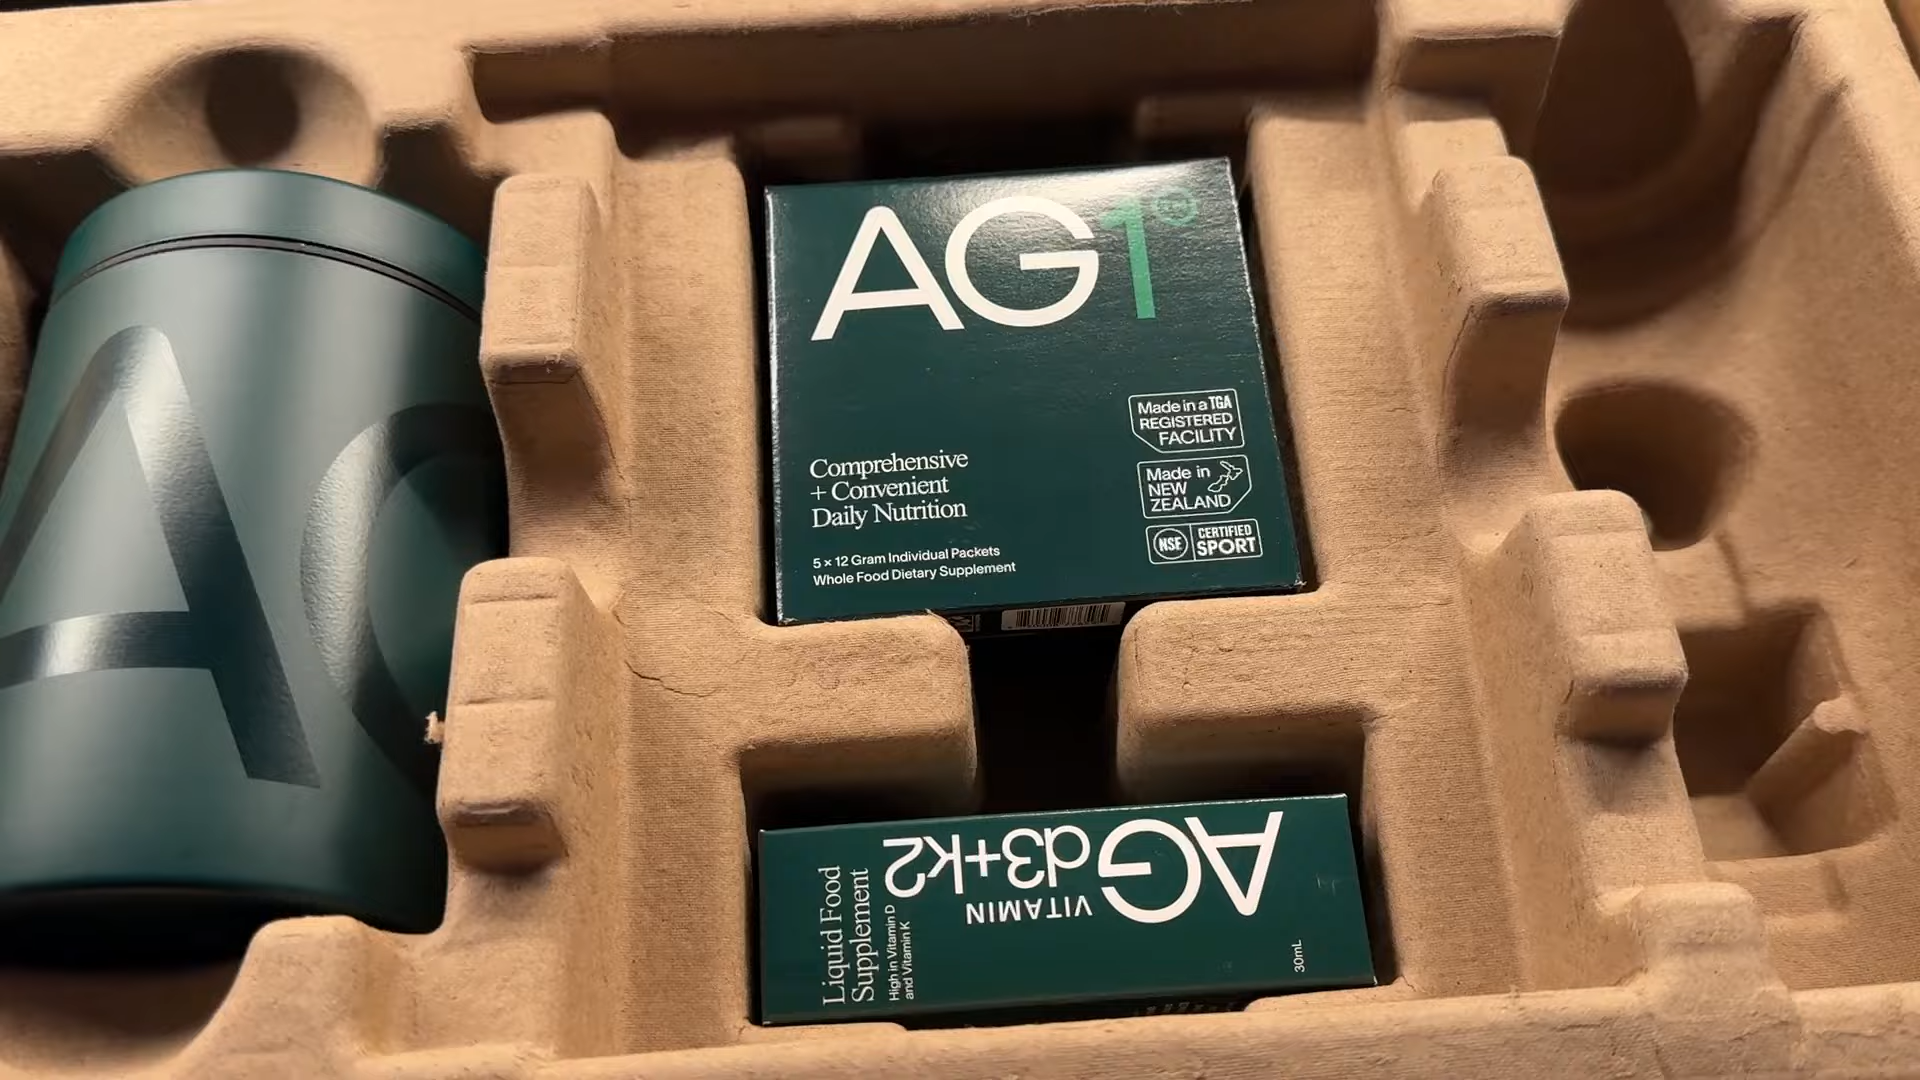 AG
AG1
Comprehensive
+ Convenient
Daily Nutrition
5 × 12 Gram Individual Packets
Whole Food Dietary Supplement
Made in a TGA
REGISTERED
FACILITY
Made in
NEW
ZEALAND
NSF
CERTIFIED
SPORT
AG
VITAMIN
d3+k2
Liquid Food
Supplement
High in Vitamin D
and Vitamin K
30mL